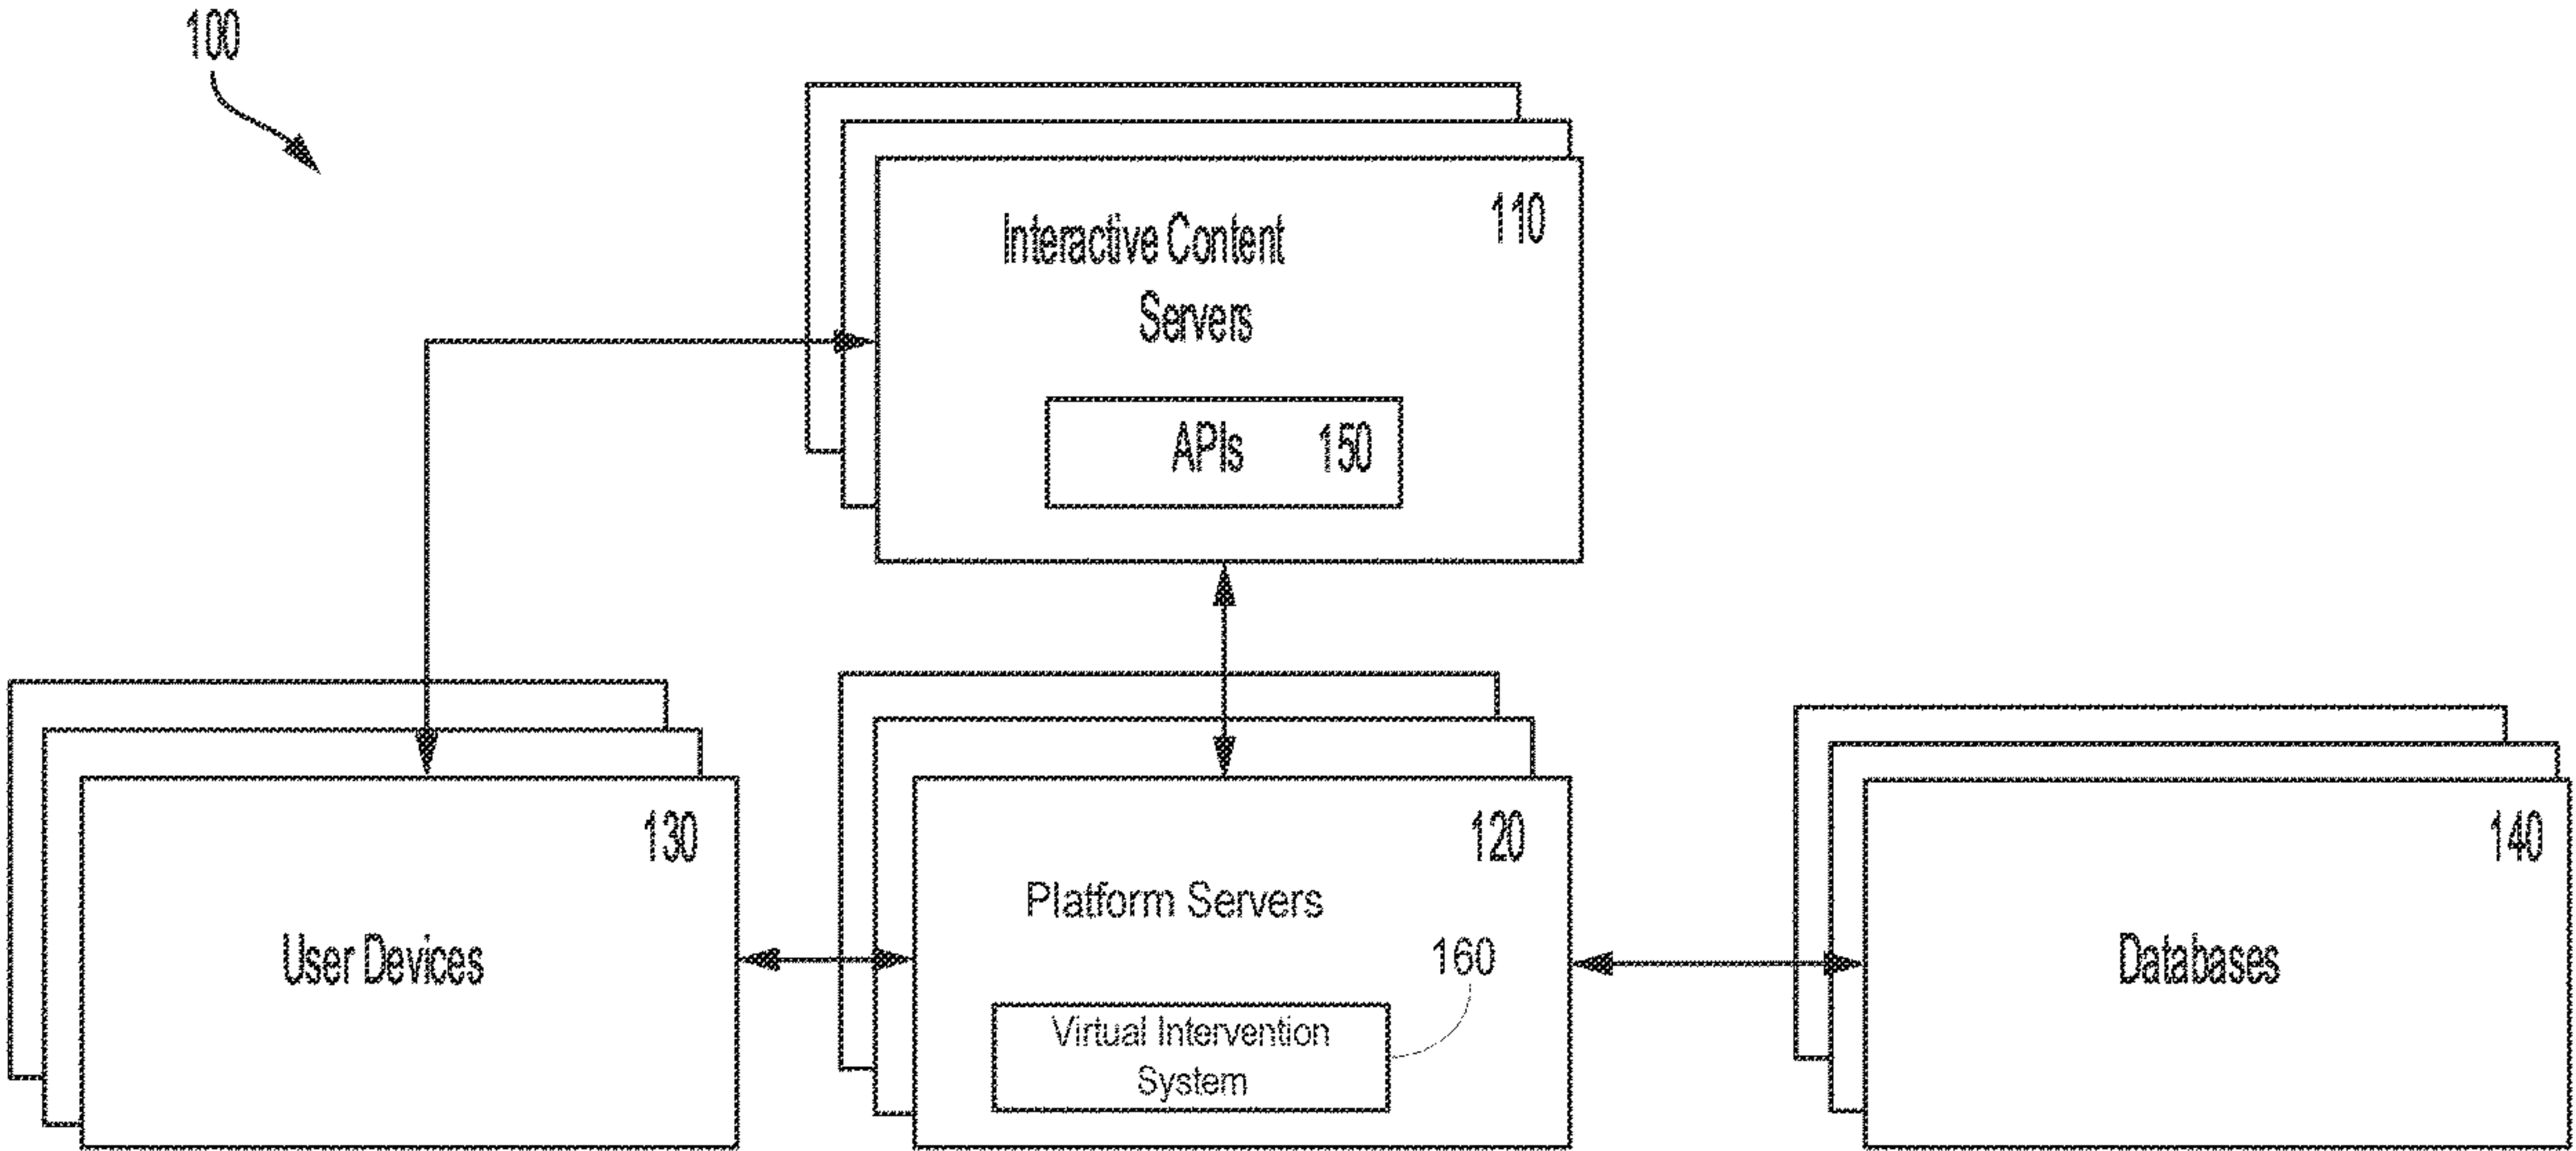 100
110
Interactive Content
Servers
APIs 150
130
User Devices
120
Platform Servers
160
Virtual Intervention
System
140
Databases